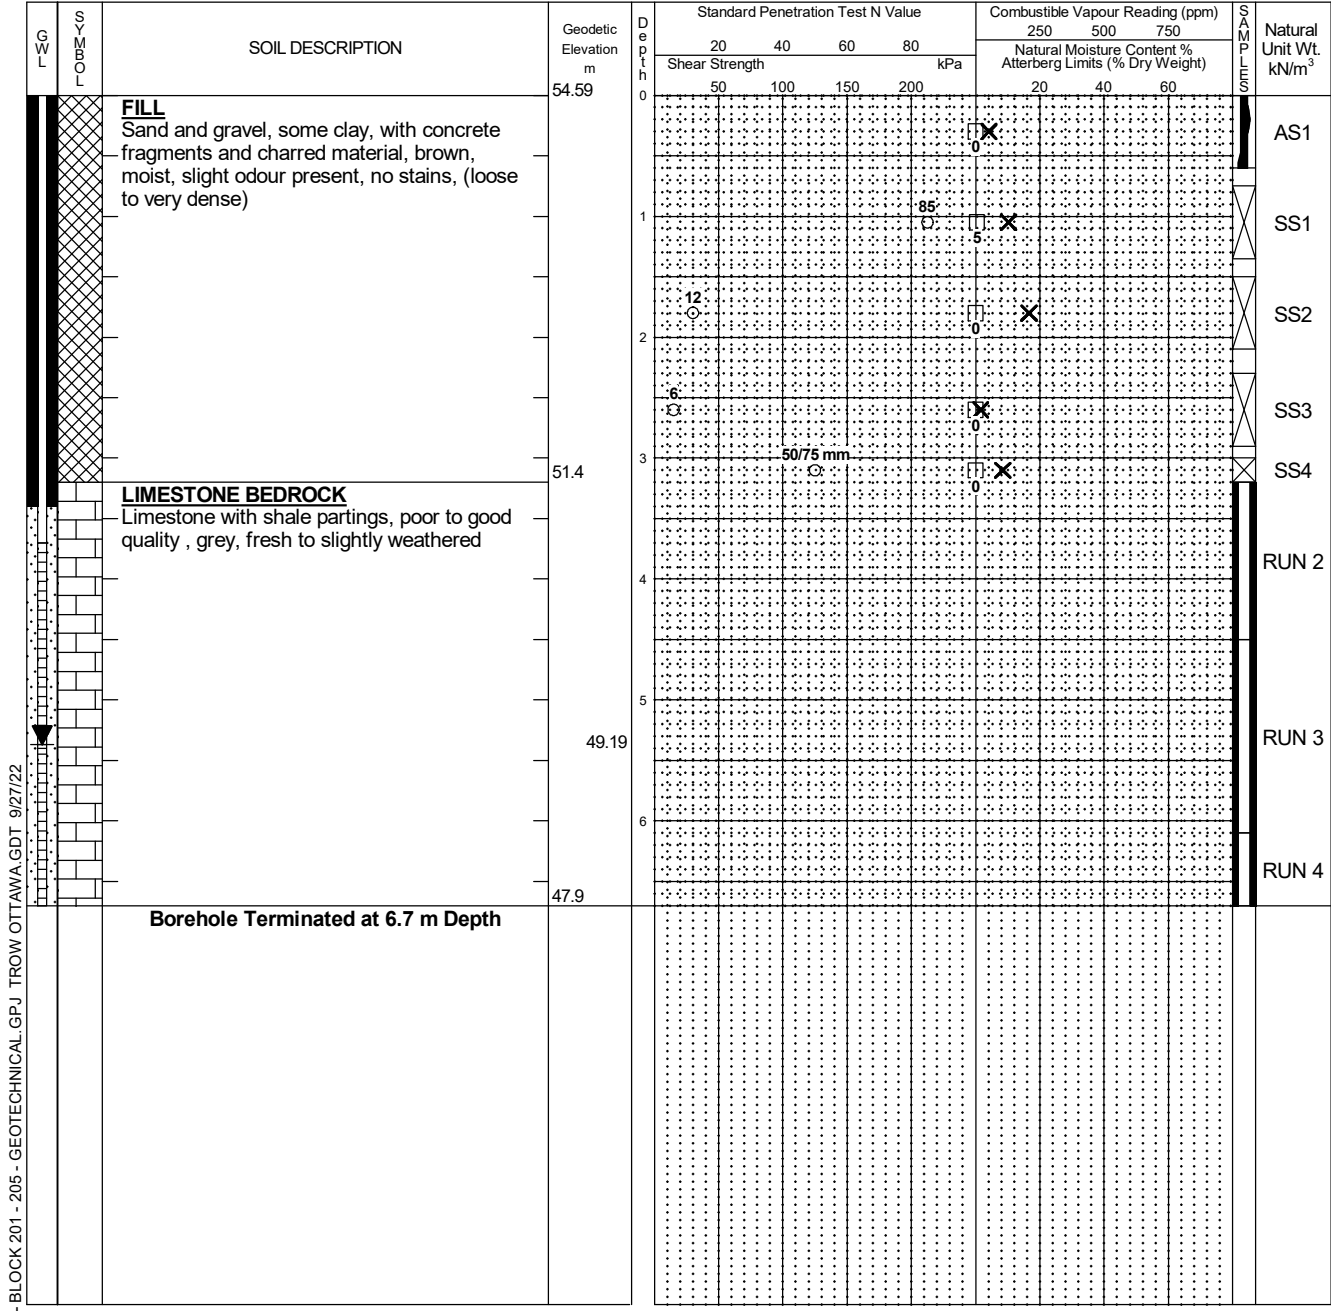 GWL
SYMBOL
SOIL DESCRIPTION
Geodetic
Elevation
m
54.59
Depth
Standard Penetration Test N Value
20 40 60 80
Shear Strength kPa
50 100 150 200
Combustible Vapour Reading (ppm)
250 500 750
Natural Moisture Content %
Atterberg Limits (% Dry Weight)
20 40 60
SAMPLES
Natural
Unit Wt.
kN/m³
0
FILL
Sand and gravel, some clay, with concrete
fragments and charred material, brown,
moist, slight odour present, no stains, (loose
to very dense)
0
AS1
1
85
5
SS1
12
0
SS2
2
6
0
SS3
3
50/75 mm
0
SS4
51.4
LIMESTONE BEDROCK
Limestone with shale partings, poor to good
quality , grey, fresh to slightly weathered
RUN 2
4
5
49.19
RUN 3
6
RUN 4
47.9
Borehole Terminated at 6.7 m Depth
- BLOCK 201 - 205 - GEOTECHNICAL.GPJ TROW OTTAWA.GDT 9/27/22